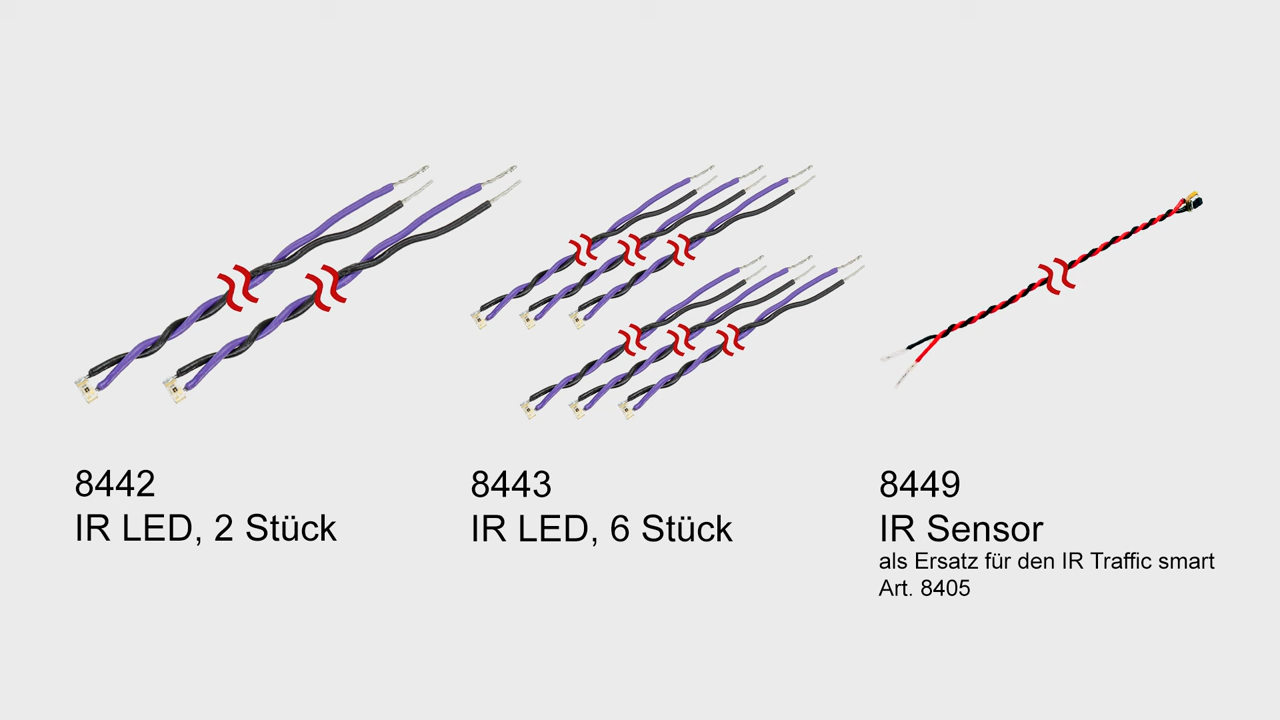 8442
IR LED, 2 Stück
8443
IR LED, 6 Stück
8449
IR Sensor
als Ersatz für den IR Traffic smart
Art. 8405